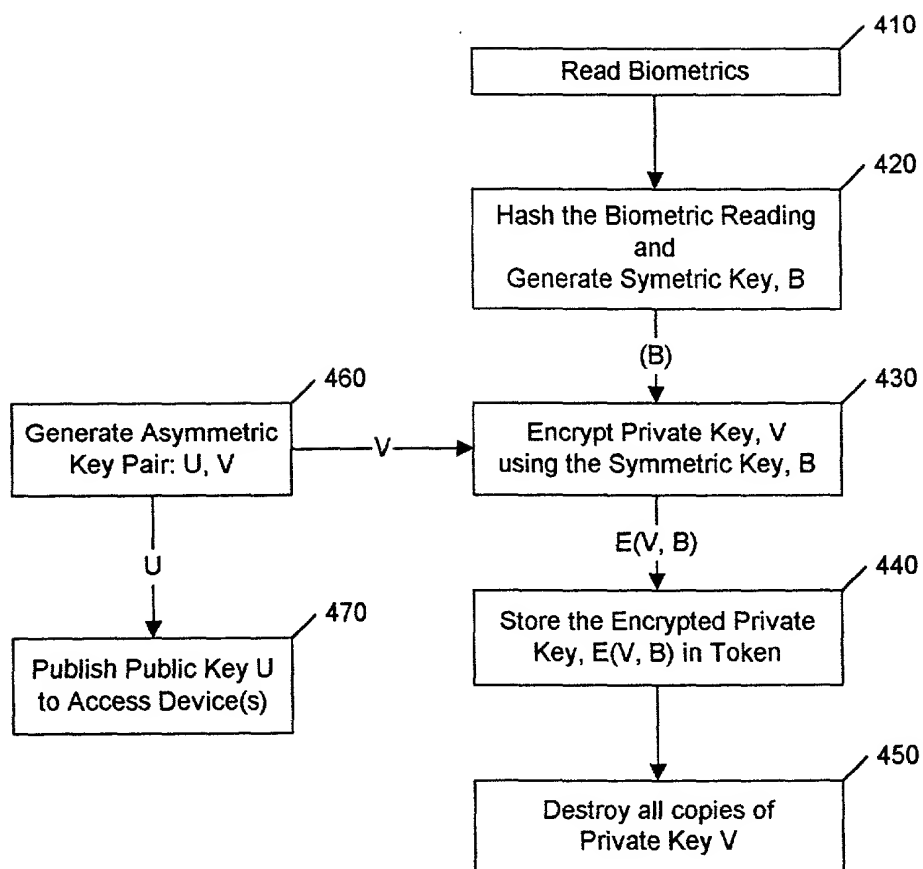 410
Read Biometrics
420
Hash the Biometric Reading
and
Generate Symetric Key, B
(B)
460
430
Generate Asymmetric
Key Pair: U, V
V
Encrypt Private Key, V
using the Symmetric Key, B
U
E(V, B)
440
470
Store the Encrypted Private
Key, E(V, B) in Token
Publish Public Key U
to Access Device(s)
450
Destroy all copies of
Private Key V